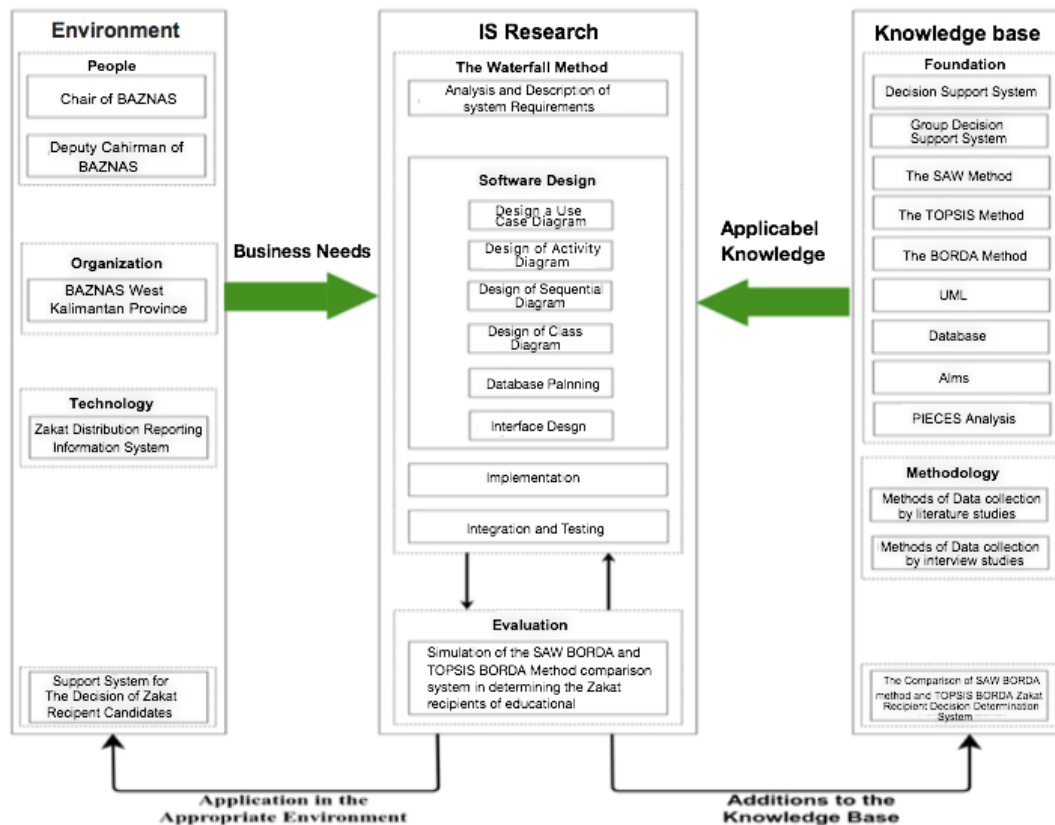 Environment
People
Chair of BAZNAS
Deputy Cahirman of
BAZNAS
Organization
BAZNAS West
Kalimantan Province
Technology
Zakat Distribution Reporting
Information System
Support System for
The Decision of Zakat
Recipent Candidates
Business Needs
IS Research
The Waterfall Method
Analysis and Description of
system Requirements
Software Design
Design a Use
Case Diagram
Design of Activity
Diagram
Design of Sequential
Diagram
Design of Class
Diagram
Database Palnning
Interface Desgn
Implementation
Integration and Testing
Evaluation
Simulation of the SAW BORDA and
TOPSIS BORDA Method comparison
system in determining the Zakat
recipients of educational
Applicabel
Knowledge
Knowledge base
Foundation
Decision Support System
Group Decision
Support System
The SAW Method
The TOPSIS Method
The BORDA Method
UML
Database
Alms
PIECES Analysis
Methodology
Methods of Data collection
by literature studies
Methods of Data collection
by interview studies
The Comparison of SAW BORDA
method and TOPSIS BORDA Zakat
Recipient Decision Determination
System
Application in the
Appropriate Environment
Additions to the
Knowledge Base